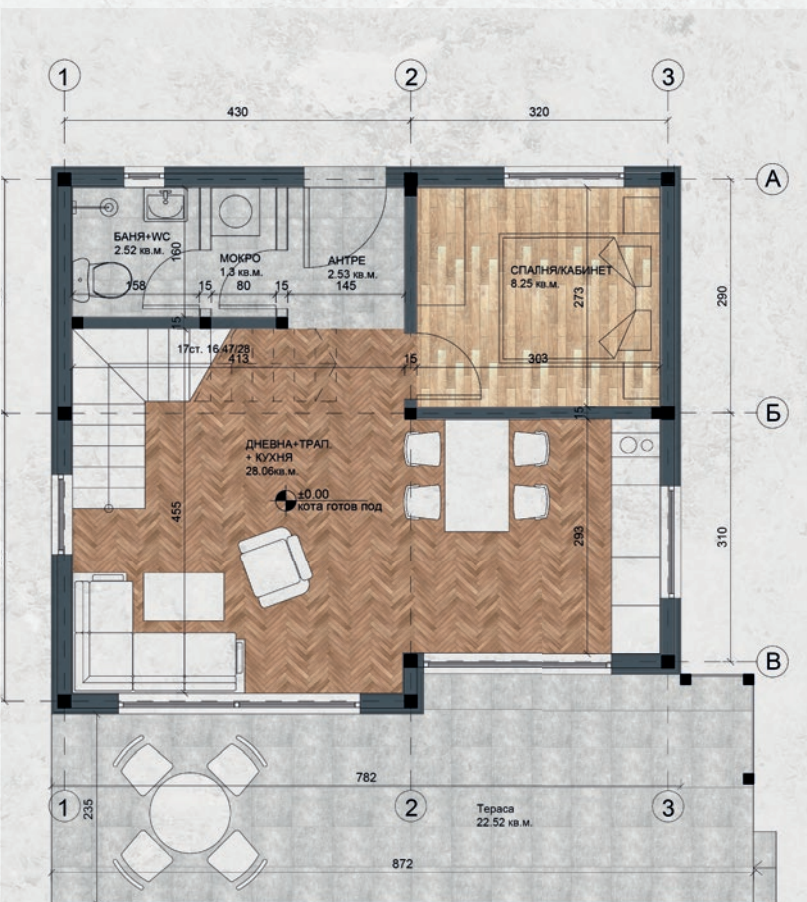 1
2
3
430
320
А
БАНЯ+WC
2.52 кв.м.
160
МОКРО
1.3 кв.м.
АНТРЕ
2.53 кв.м.
СПАЛНЯ/КАБИНЕТ
8.25 кв.м.
273
290
158
15
80
15
145
15
17ст. 16.47/28
413
15
303
Б
15
ДНЕВНА+ТРАП.
+ КУХНЯ
28.06кв.м.
±0.00
кота готов под
455
293
310
В
782
1
235
2
3
Тераса
22.52 кв.м.
872